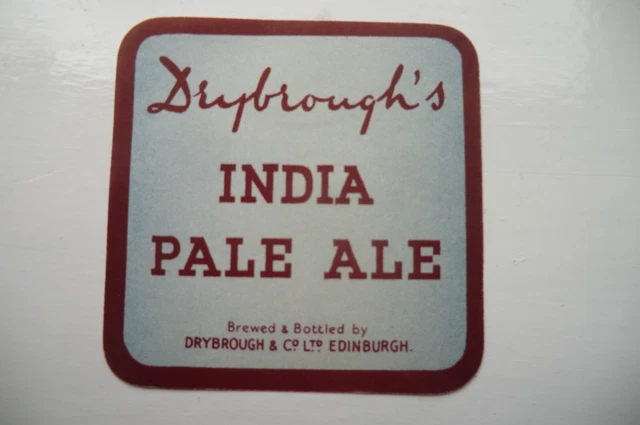 Drybrough's
INDIA
PALE ALE
Brewed & Bottled by
DRYBROUGH & Cº LTᴰ EDINBURGH.